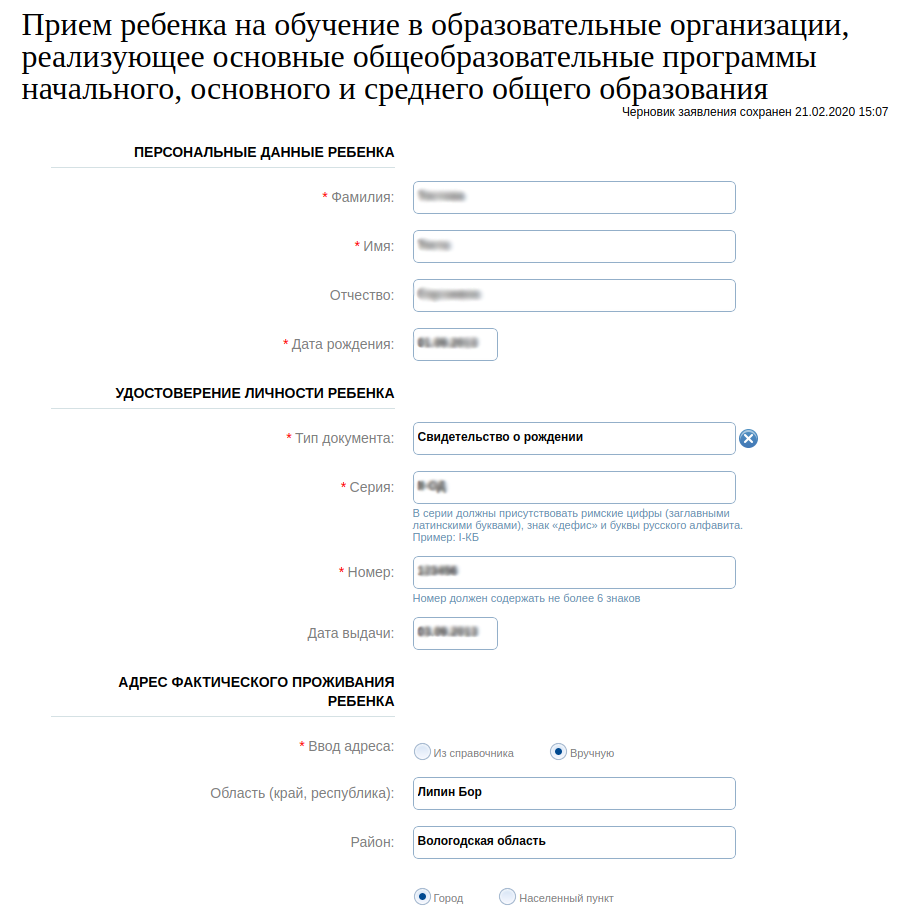 Прием ребенка на обучение в образовательные организации,
реализующее основные общеобразовательные программы
начального, основного и среднего общего образования
Черновик заявления сохранен 21.02.2020 15:07
ПЕРСОНАЛЬНЫЕ ДАННЫЕ РЕБЕНКА
* Фамилия:
* Имя:
Отчество:
* Дата рождения:
УДОСТОВЕРЕНИЕ ЛИЧНОСТИ РЕБЕНКА
* Тип документа: Свидетельство о рождении
* Серия:
В серии должны присутствовать римские цифры (заглавными
латинскими буквами), знак «дефис» и буквы русского алфавита.
Пример: I-КБ
* Номер:
Номер должен содержать не более 6 знаков
Дата выдачи:
АДРЕС ФАКТИЧЕСКОГО ПРОЖИВАНИЯ
РЕБЕНКА
* Ввод адреса: Из справочника Вручную
Область (край, республика): Липин Бор
Район: Вологодская область
Город Населенный пункт